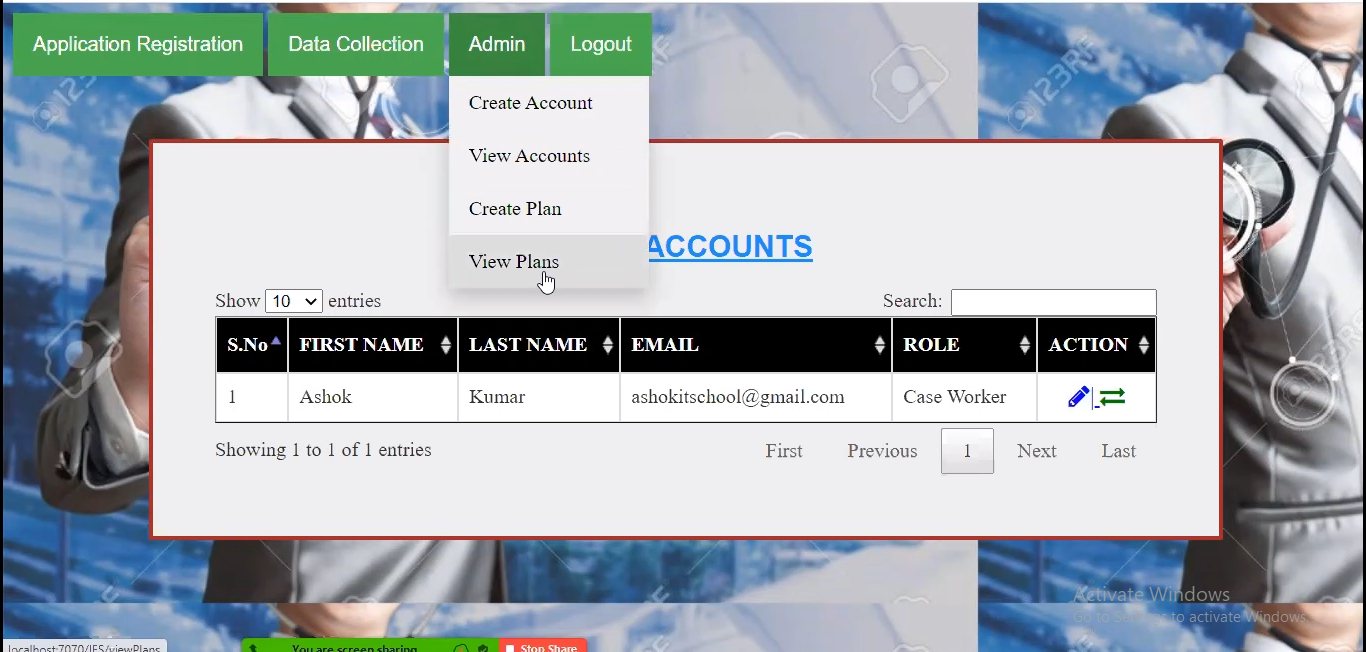 Application Registration Data Collection Admin Logout
Create Account
View Accounts
Create Plan
View Plans
ACCOUNTS
Show 10 entries Search:
S.No FIRST NAME LAST NAME EMAIL ROLE ACTION
1 Ashok Kumar ashokitschool@gmail.com Case Worker
Showing 1 to 1 of 1 entries First Previous 1 Next Last
123RF
123RF
123RF
Activate Windows
Go to Settings to activate Windows.
localhost:7070/IES/viewPlans You are screen sharing Stop Share